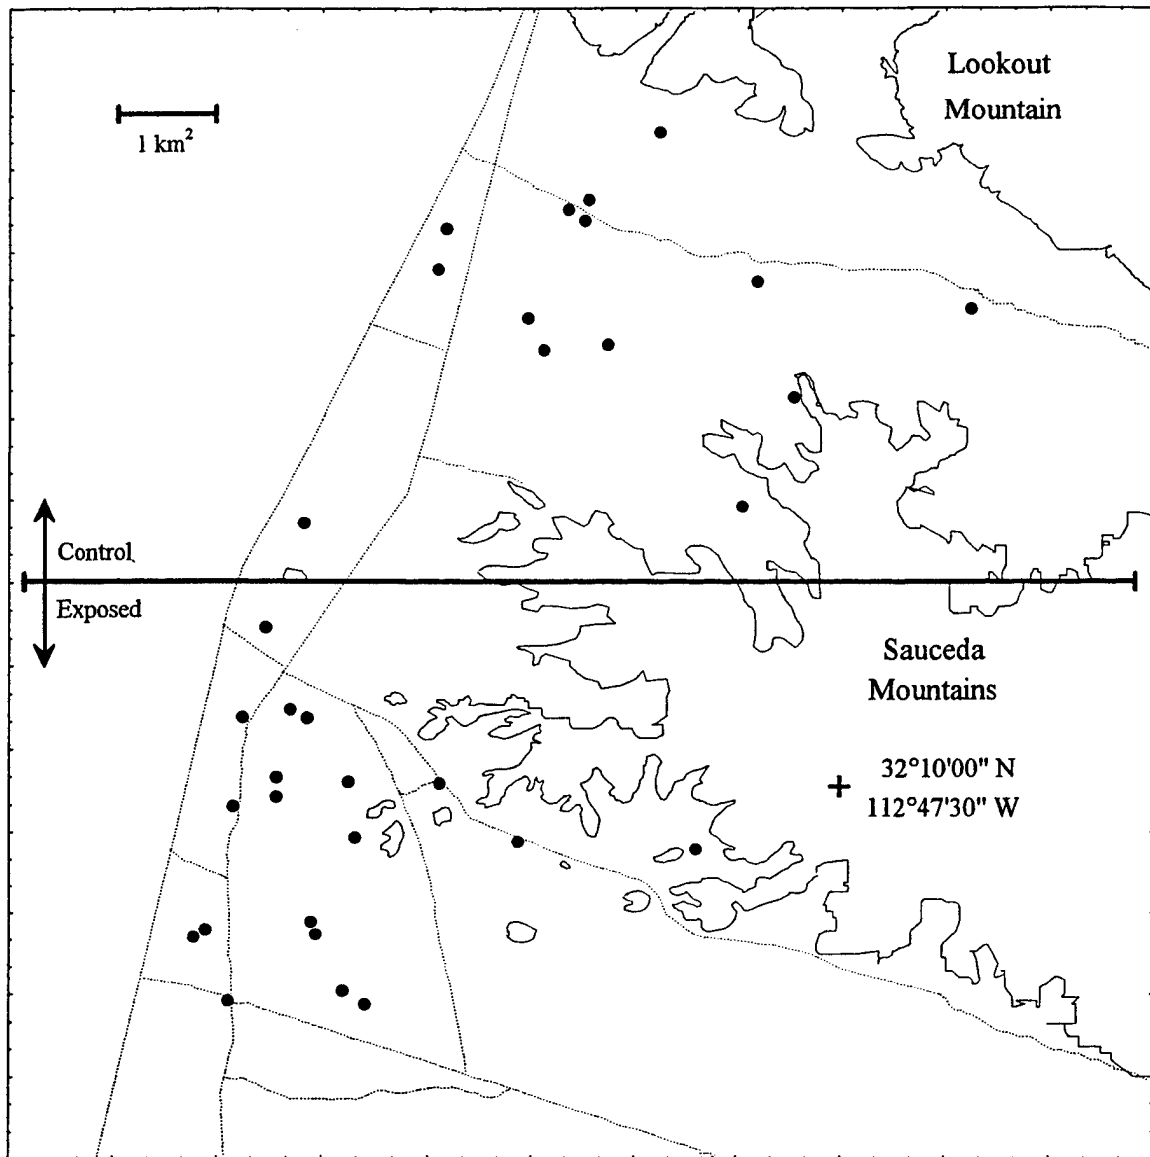 Lookout
Mountain
1 km²
Control
Exposed
Sauceda
Mountains
32°10'00" N
112°47'30" W